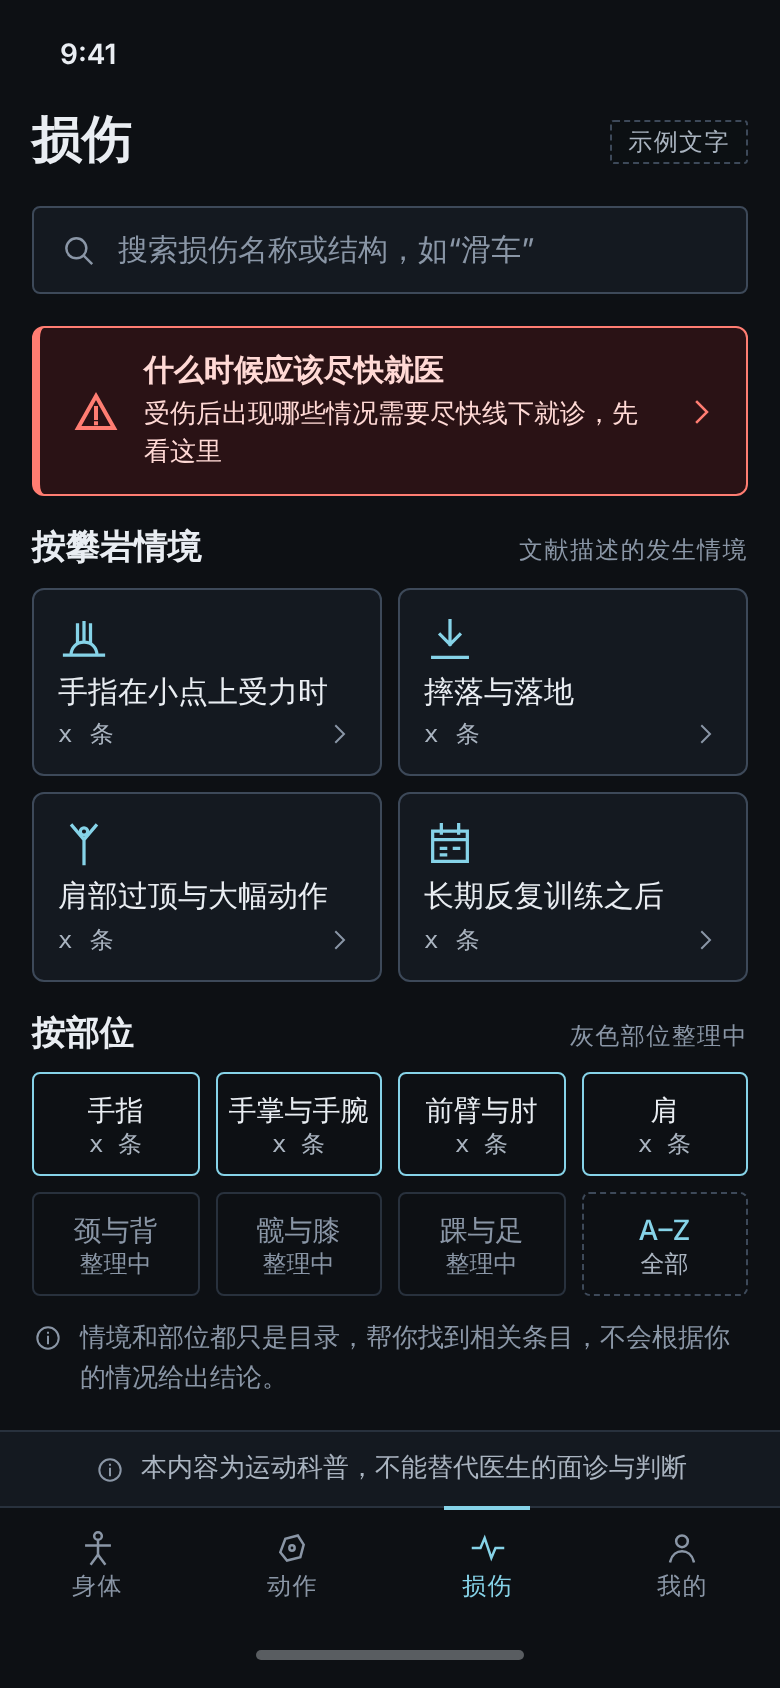 9:41
损伤
示例文字
搜索损伤名称或结构，如“滑车”
什么时候应该尽快就医
受伤后出现哪些情况需要尽快线下就诊，先
看这里
按攀岩情境
文献描述的发生情境
手指在小点上受力时
x 条
摔落与落地
x 条
肩部过顶与大幅动作
x 条
长期反复训练之后
x 条
按部位
灰色部位整理中
手指
x 条
手掌与手腕
x 条
前臂与肘
x 条
肩
x 条
颈与背
整理中
髋与膝
整理中
踝与足
整理中
A–Z
全部
情境和部位都只是目录，帮你找到相关条目，不会根据你
的情况给出结论。
本内容为运动科普，不能替代医生的面诊与判断
身体
动作
损伤
我的